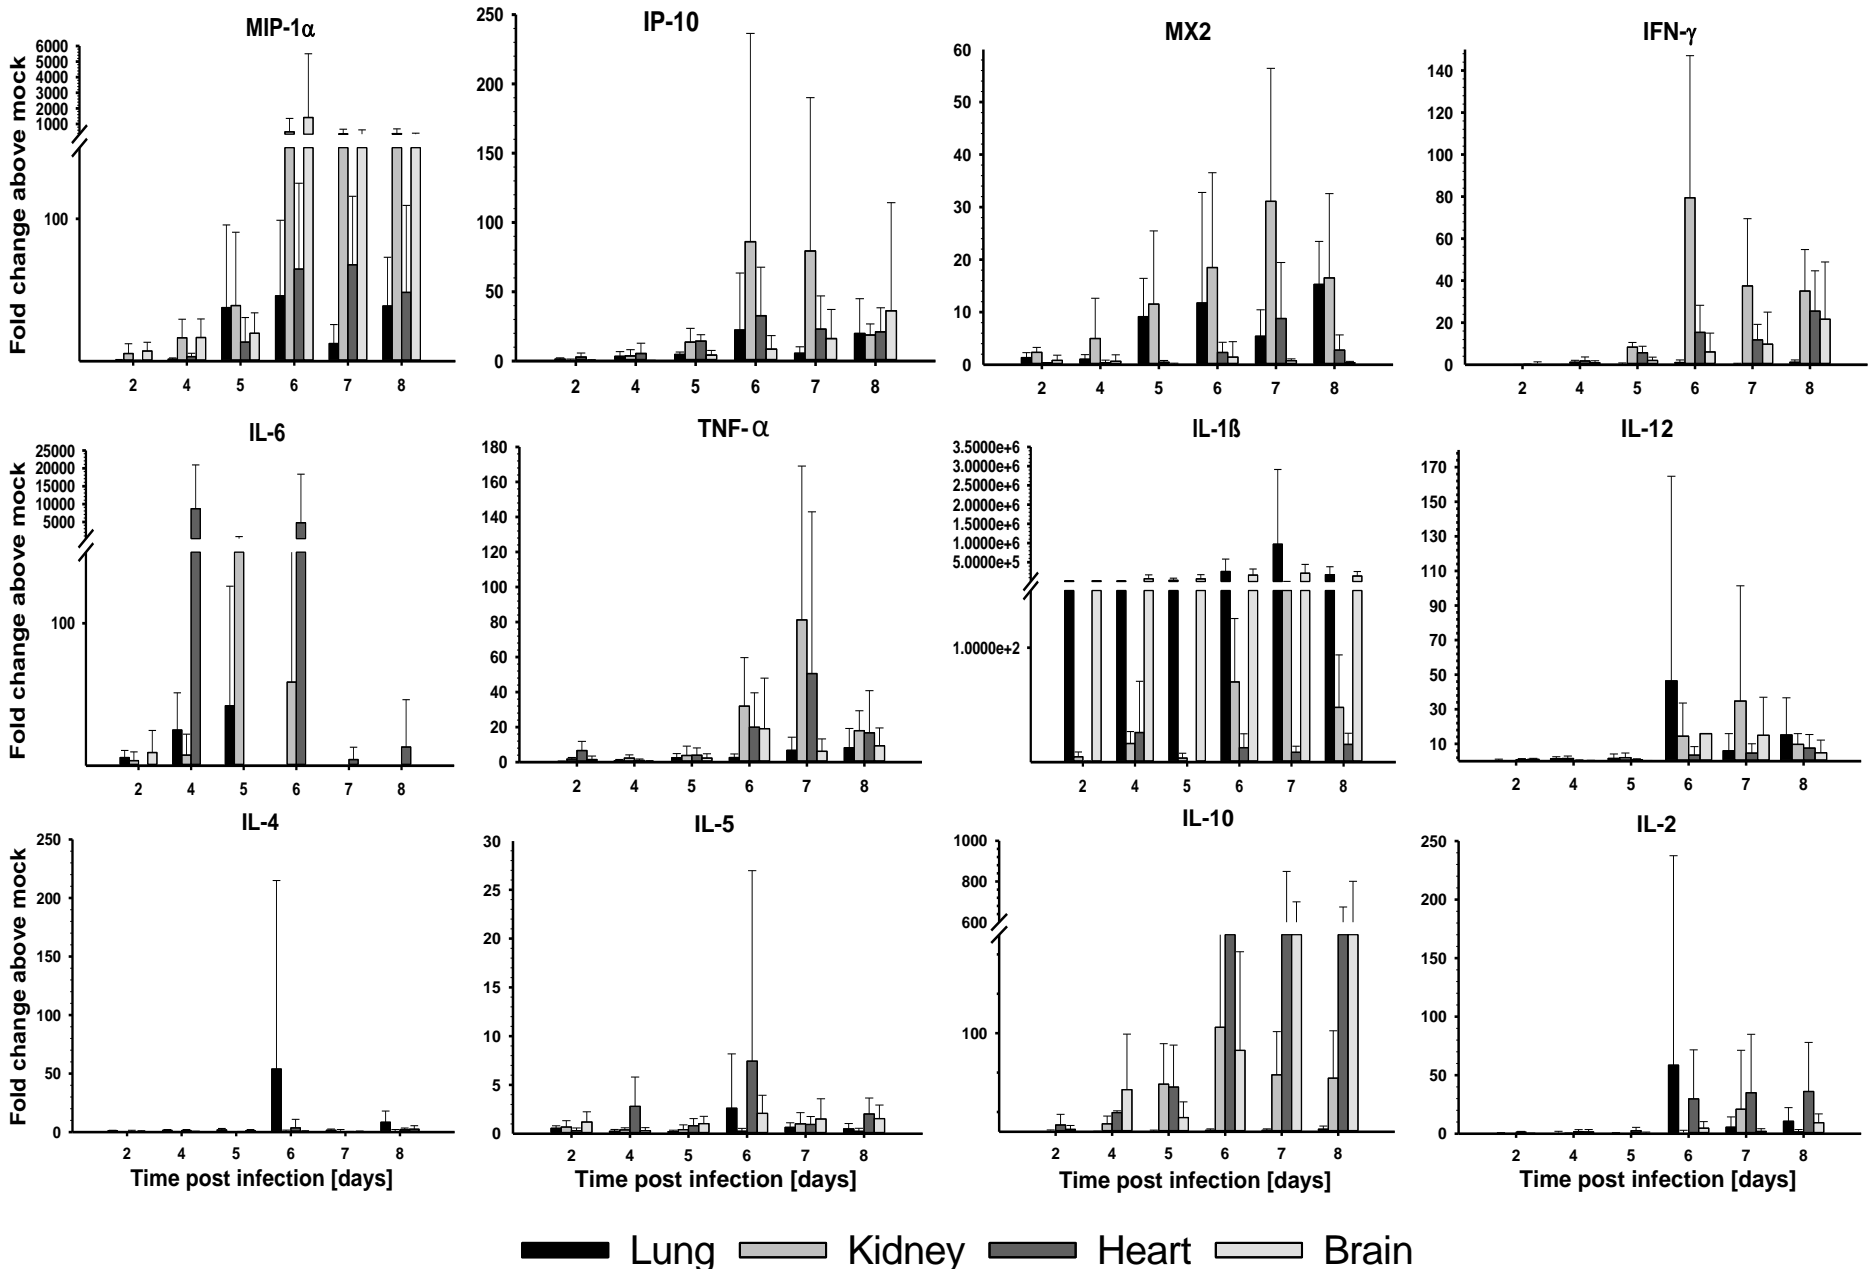 MIP-1α
IP-10
MX2
IFN-γ
Fold change above mock
6000
5000
4000
3000
2000
1000
100
2 4 5 6 7 8
250
200
150
100
50
0
2 4 5 6 7 8
60
50
40
30
20
10
0
2 4 5 6 7 8
140
120
100
80
60
40
20
0
2 4 5 6 7 8
IL-6
TNF- α
IL-1ß
IL-12
Fold change above mock
25000
20000
15000
10000
5000
100
2 4 5 6 7 8
180
160
140
120
100
80
60
40
20
0
2 4 5 6 7 8
3.5000e+6
3.0000e+6
2.5000e+6
2.0000e+6
1.5000e+6
1.0000e+6
5.0000e+5
1.0000e+2
2 4 5 6 7 8
170
150
130
110
90
70
50
30
10
2 4 5 6 7 8
IL-4
IL-5
IL-10
IL-2
Fold change above mock
250
200
150
100
50
0
2 4 5 6 7 8
Time post infection [days]
30
25
20
15
10
5
0
2 4 5 6 7 8
Time post infection [days]
1000
800
600
100
2 4 5 6 7 8
Time post infection [days]
250
200
150
100
50
0
2 4 5 6 7 8
Time post infection [days]
Lung Kidney Heart Brain